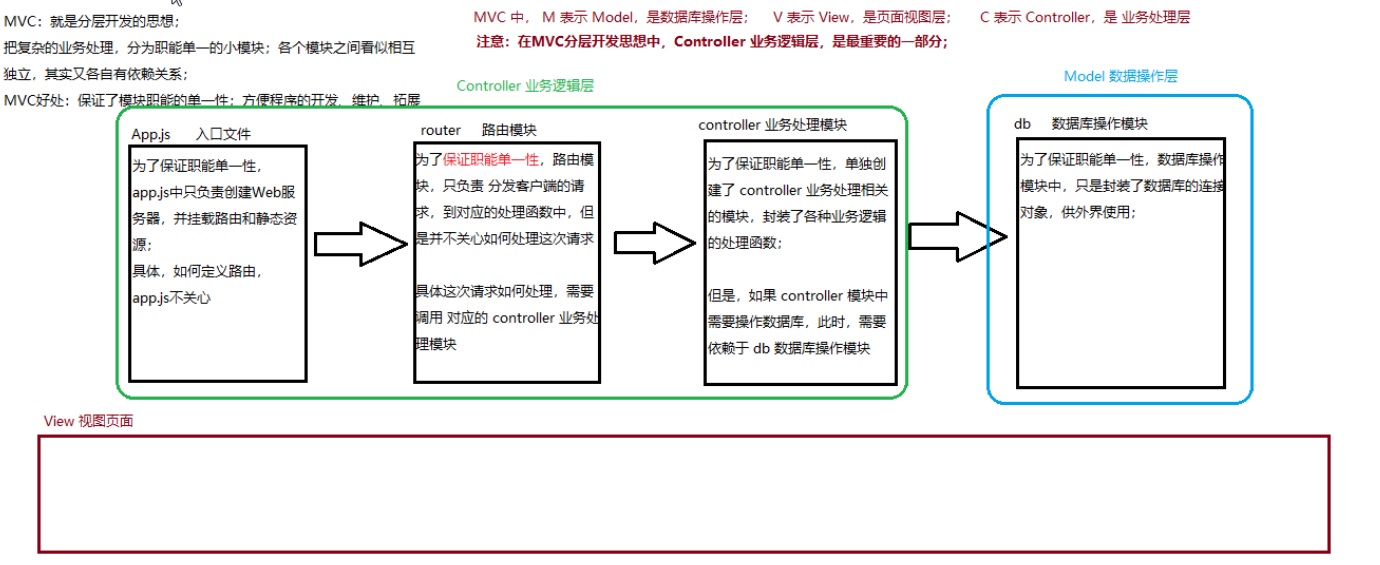 MVC：就是分层开发的思想；
把复杂的业务处理，分为职能单一的小模块；各个模块之间看似相互
独立，其实又各自有依赖关系；
MVC好处：保证了模块职能的单一性；方便程序的开发、维护、拓展
MVC 中， M 表示 Model，是数据库操作层； V 表示 View，是页面视图层； C 表示 Controller，是 业务处理层
注意：在MVC分层开发思想中，Controller 业务逻辑层，是最重要的一部分；
Controller 业务逻辑层
Model 数据操作层
App.js 入口文件
为了保证职能单一性，
app.js中只负责创建Web服
务器，并挂载路由和静态资
源；
具体，如何定义路由，
app.js不关心
router 路由模块
为了保证职能单一性，路由模
块，只负责 分发客户端的请
求，到对应的处理函数中，但
是并不关心如何处理这次请求
具体这次请求如何处理，需要
调用 对应的 controller 业务处
理模块
controller 业务处理模块
为了保证职能单一性，单独创
建了 controller 业务处理相关
的模块，封装了各种业务逻辑
的处理函数；
但是，如果 controller 模块中
需要操作数据库，此时，需要
依赖于 db 数据库操作模块
db 数据库操作模块
为了保证职能单一性，数据库操作
模块中，只是封装了数据库的连接
对象，供外界使用；
View 视图页面